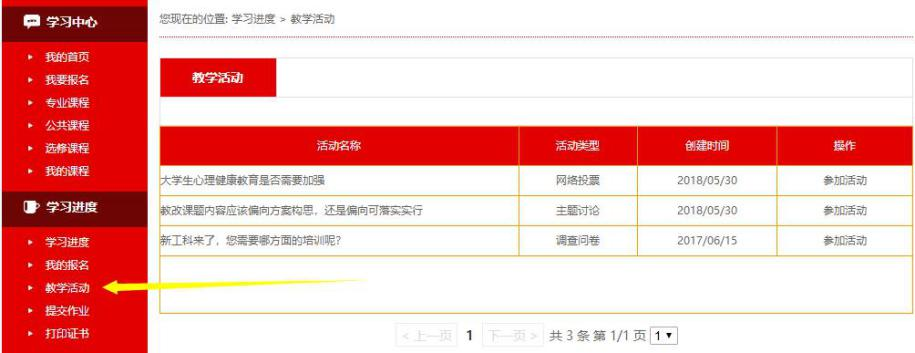 学习中心
我的首页
我要报名
专业课程
公共课程
选修课程
我的课程
学习进度
学习进度
我的报名
教学活动
提交作业
打印证书
您现在的位置: 学习进度 > 教学活动
教学活动
活动名称 活动类型 创建时间 操作
大学生心理健康教育是否需要加强 网络投票 2018/05/30 参加活动
教改课题内容应该偏向方案构思，还是偏向可落实实行 主题讨论 2018/05/30 参加活动
新工科来了，您需要哪方面的培训呢？ 调查问卷 2017/06/15 参加活动
< 上一页 1 下一页 > 共 3 条 第 1/1 页 1